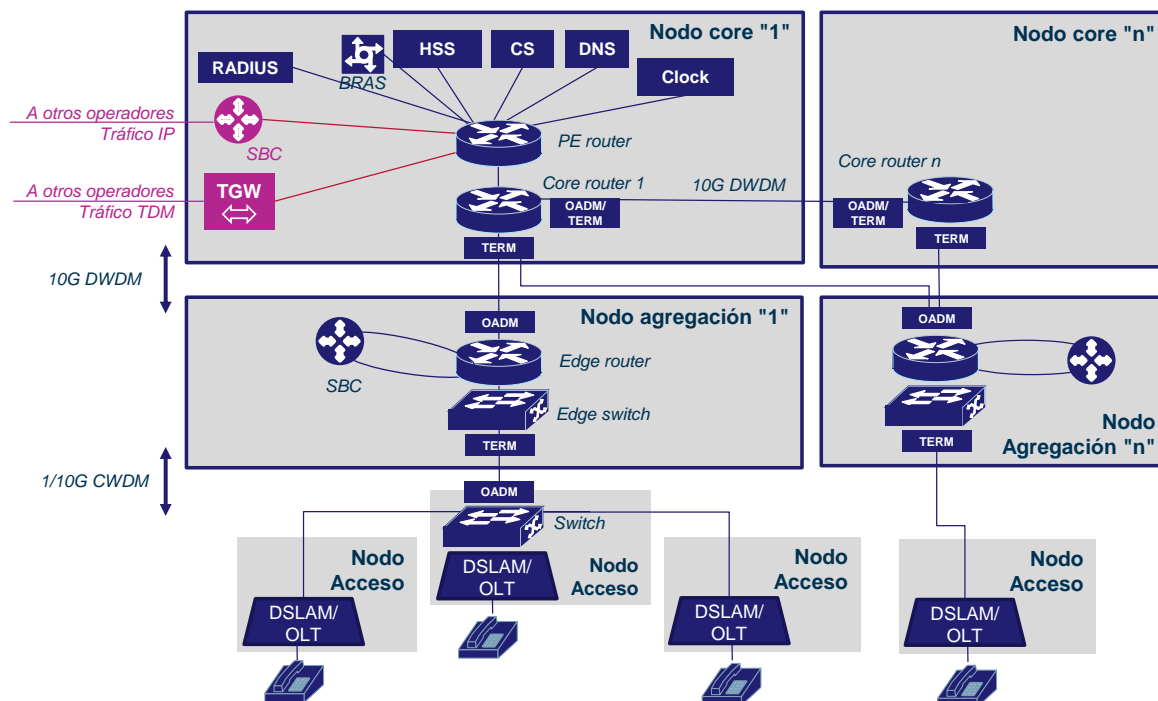 Nodo core "1"
Nodo core "n"
RADIUS
BRAS
HSS
CS
DNS
Clock
A otros operadores
Tráfico IP
SBC
PE router
A otros operadores
Tráfico TDM
TGW
Core router 1
OADM/
TERM
10G DWDM
Core router n
OADM/
TERM
TERM
TERM
10G DWDM
Nodo agregación "1"
OADM
SBC
Edge router
Edge switch
TERM
OADM
Nodo
Agregación "n"
TERM
1/10G CWDM
OADM
Switch
Nodo
Acceso
DSLAM/
OLT
Nodo
Acceso
DSLAM/
OLT
Nodo
Acceso
DSLAM/
OLT
Nodo
Acceso
DSLAM/
OLT